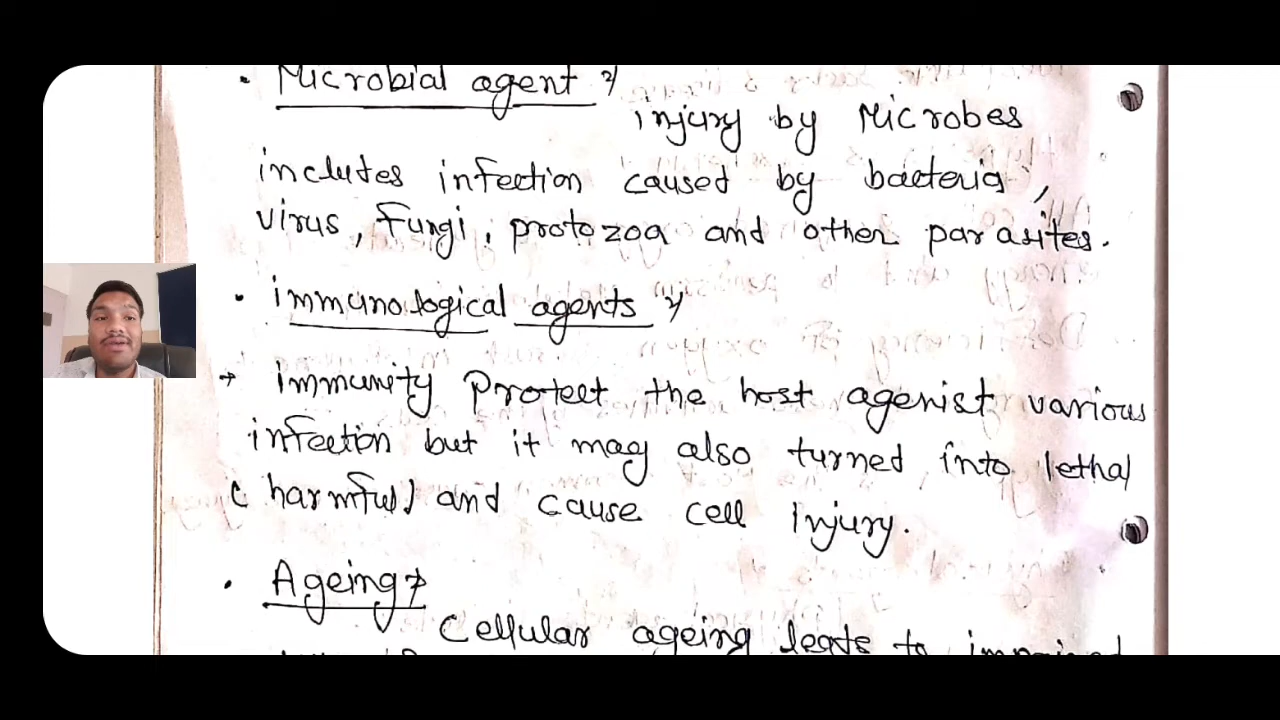 • Microbial agent →
injury by Microbes
includes infection caused by bacteria,
virus, Fungi, protozoa and other parasites.
• immunological agents →
→ immunity Protect the host agenist various
infection but it may also turned into lethal
(harmful) and cause cell injury.
• Ageing →
Cellular ageing leads to impaired